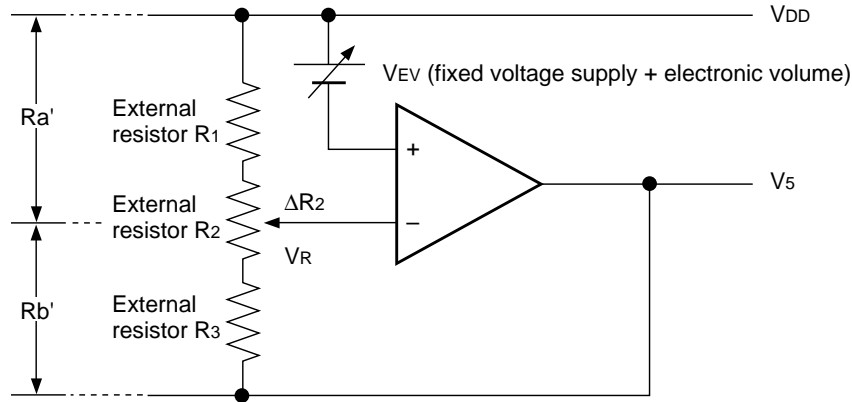 VDD
VEV (fixed voltage supply + electronic volume)
External
resistor R1
Ra'
+
V5
External
resistor R2
ΔR2
−
VR
External
resistor R3
Rb'